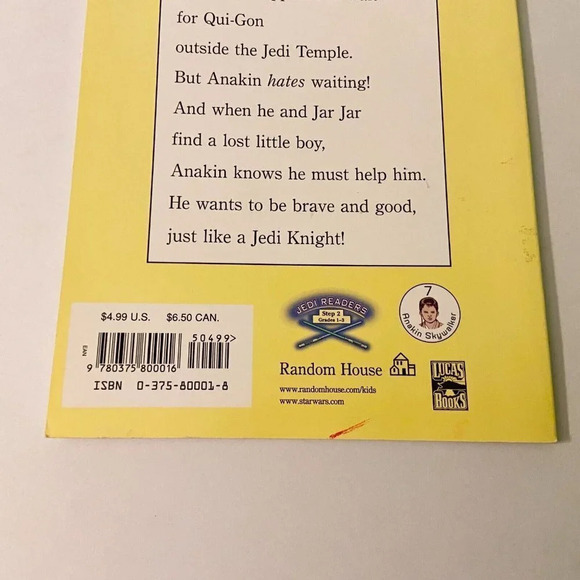 for Qui-Gon
outside the Jedi Temple.
But Anakin hates waiting!
And when he and Jar Jar
find a lost little boy,
Anakin knows he must help him.
He wants to be brave and good,
just like a Jedi Knight!
$4.99 U.S. $6.50 CAN.
50499>
EAN
9 780375 800016
ISBN 0-375-80001-8
JEDI READERS
Step 2
Grades 1-3
7
Anakin Skywalker
Random House
www.randomhouse.com/kids
www.starwars.com
LUCAS
BOOKS